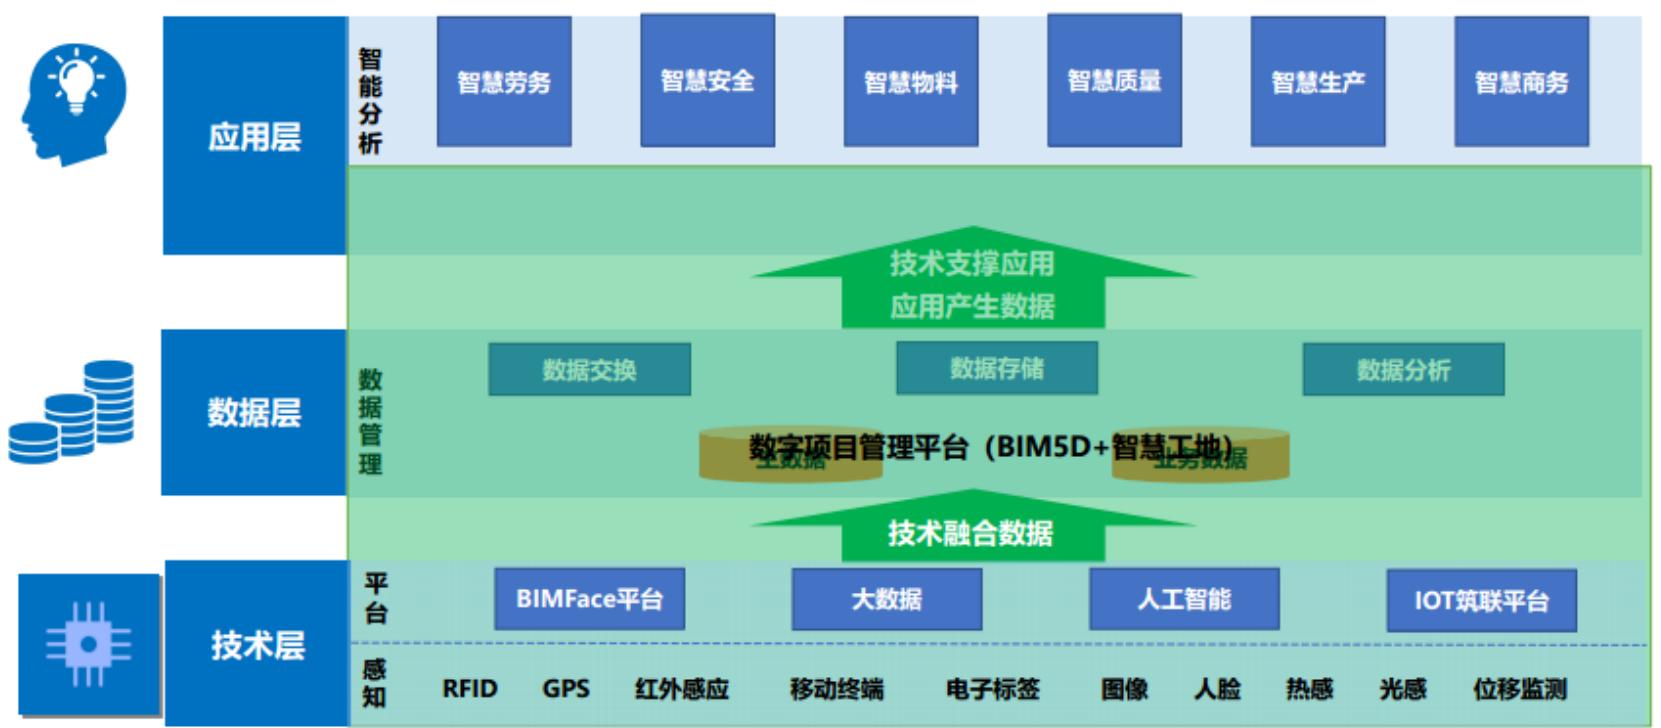 应用层
智能分析
智慧劳务
智慧安全
智慧物料
智慧质量
智慧生产
智慧商务
技术支撑应用
应用产生数据
数据层
数据管理
数据交换
数据存储
数据分析
数字项目管理平台（BIM5D+智慧工地）
主数据
业务数据
技术融合数据
技术层
平台
BIMFace平台
大数据
人工智能
IOT筑联平台
感知
RFID
GPS
红外感应
移动终端
电子标签
图像
人脸
热感
光感
位移监测